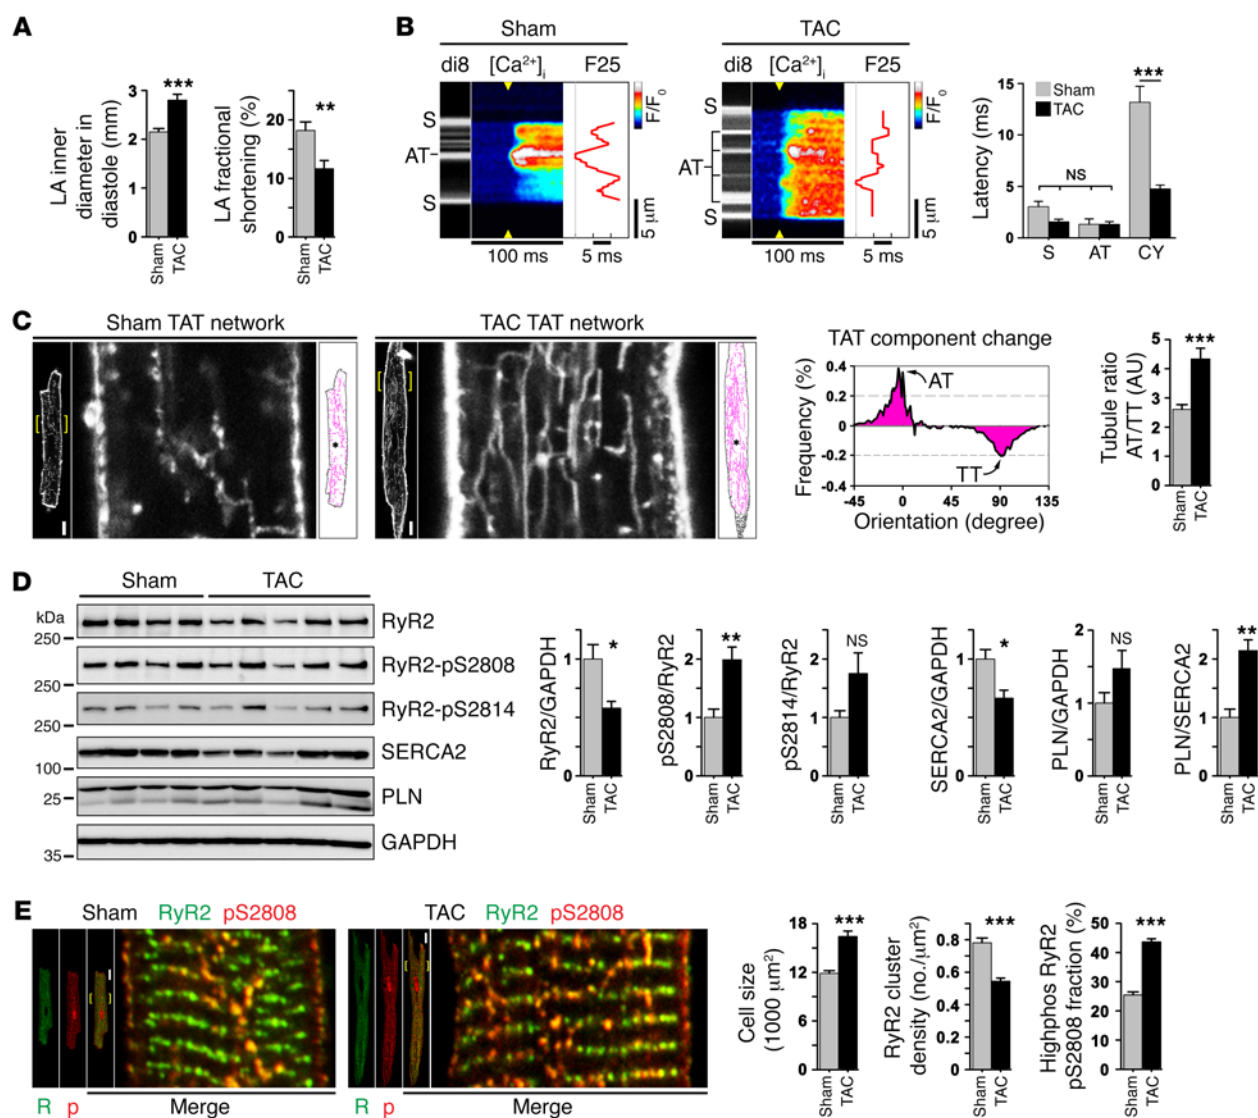 A
LA inner
diameter in
diastole (mm)
3
2
1
0
***
Sham
TAC
LA fractional
shortening (%)
20
15
10
5
0
**
Sham
TAC
B
Sham
di8 [Ca²⁺]i F25
S
AT
S
F/F₀
5 µm
100 ms 5 ms
TAC
di8 [Ca²⁺]i F25
S
AT
S
F/F₀
5 µm
100 ms 5 ms
Latency (ms)
15
10
5
0
Sham
TAC
***
NS
S AT CY
C
Sham TAT network
*
TAC TAT network
*
TAT component change
Frequency (%)
0.4
0.2
0
-0.2
-0.4
AT
TT
-45 0 45 90 135
Orientation (degree)
Tubule ratio
AT/TT (AU)
5
4
3
2
1
0
***
Sham
TAC
D
Sham TAC
kDa
250
RyR2
250
RyR2-pS2808
250
RyR2-pS2814
100
SERCA2
25
PLN
35
GAPDH
RyR2/GAPDH
1
0
*
Sham
TAC
pS2808/RyR2
2
1
0
**
Sham
TAC
pS2814/RyR2
2
1
0
NS
Sham
TAC
SERCA2/GAPDH
1
0
*
Sham
TAC
PLN/GAPDH
2
1
0
NS
Sham
TAC
PLN/SERCA2
2
1
0
**
Sham
TAC
E
Sham RyR2 pS2808
R p Merge
TAC RyR2 pS2808
R p Merge
Cell size
(1000 µm²)
18
12
6
0
***
Sham
TAC
RyR2 cluster
density (no./µm²)
0.8
0.6
0.4
0.2
0
***
Sham
TAC
Highphos RyR2
pS2808 fraction (%)
50
40
30
20
10
0
***
Sham
TAC